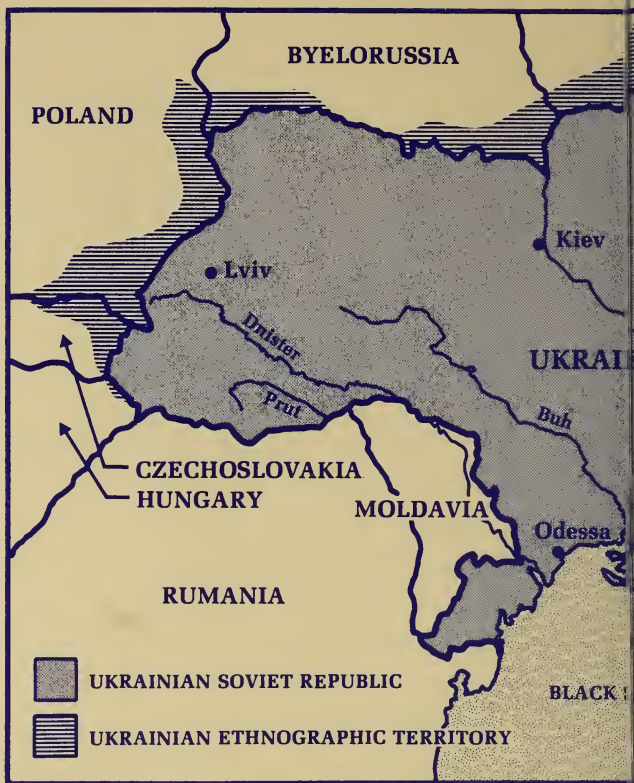 BYELORUSSIA
POLAND
Kiev
Lviv
Dnister
UKRAI
Prut
Buh
CZECHOSLOVAKIA
HUNGARY
MOLDAVIA
Odessa
RUMANIA
UKRAINIAN SOVIET REPUBLIC
BLACK
UKRAINIAN ETHNOGRAPHIC TERRITORY